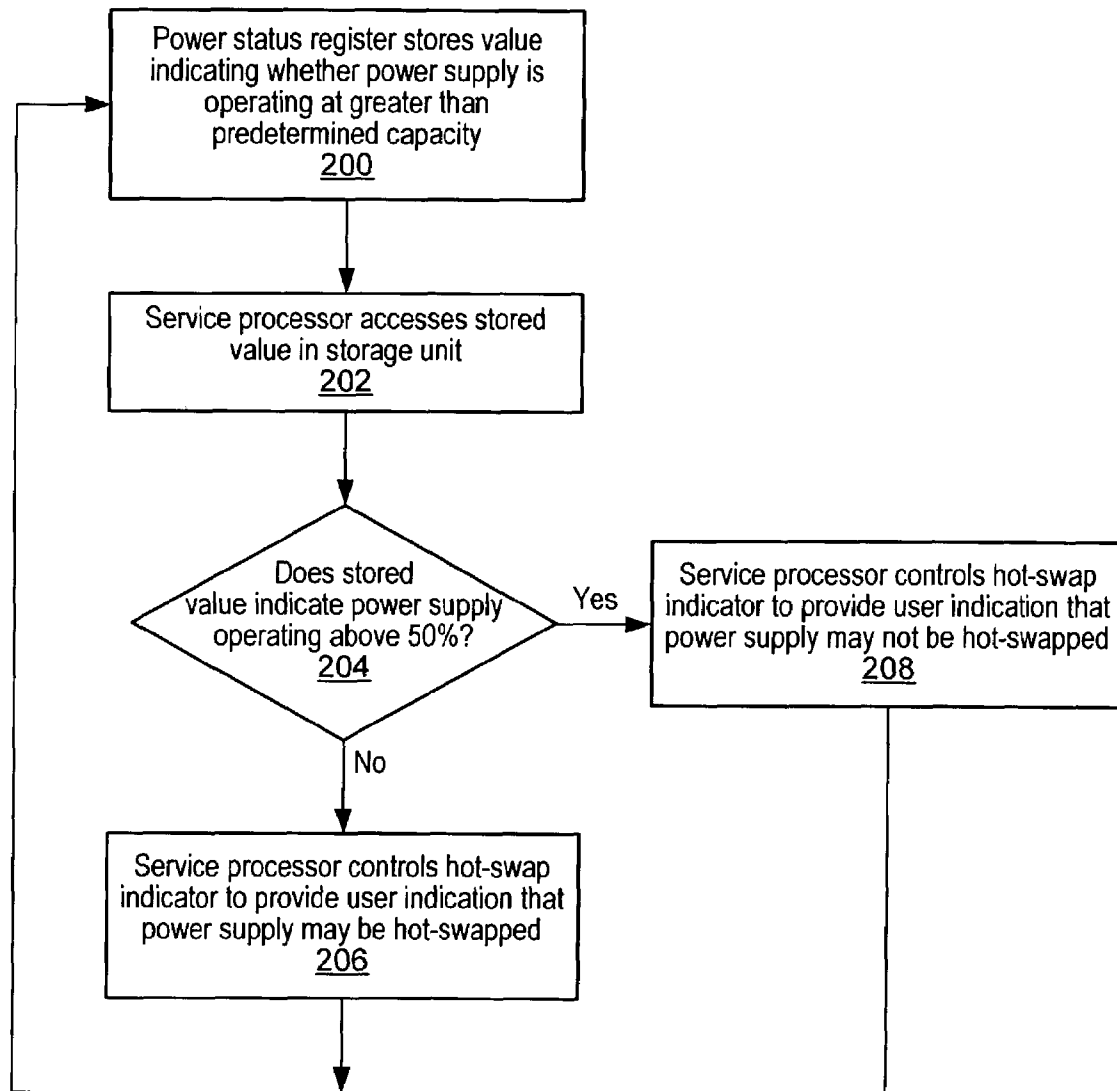 Power status register stores value
indicating whether power supply is
operating at greater than
predetermined capacity
200
Service processor accesses stored
value in storage unit
202
Does stored
value indicate power supply
operating above 50%?
204
Yes
Service processor controls hot-swap
indicator to provide user indication that
power supply may not be hot-swapped
208
No
Service processor controls hot-swap
indicator to provide user indication that
power supply may be hot-swapped
206